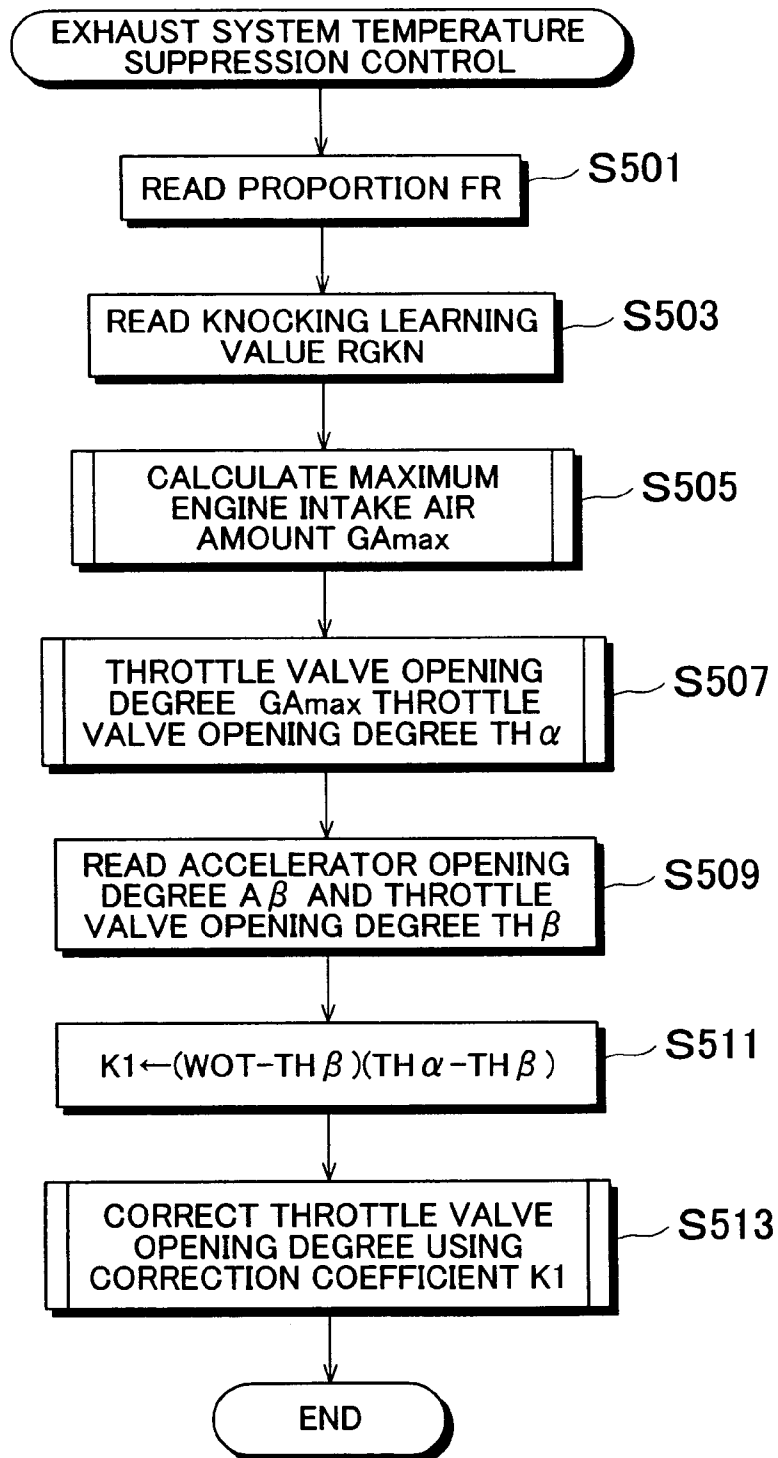 EXHAUST SYSTEM TEMPERATURE
SUPPRESSION CONTROL
READ PROPORTION FR
S501
READ KNOCKING LEARNING
VALUE RGKN
S503
CALCULATE MAXIMUM
ENGINE INTAKE AIR
AMOUNT GAmax
S505
THROTTLE VALVE OPENING
DEGREE GAmax THROTTLE
VALVE OPENING DEGREE THα
S507
READ ACCELERATOR OPENING
DEGREE Aβ AND THROTTLE
VALVE OPENING DEGREE THβ
S509
K1←(WOT-THβ)(THα-THβ)
S511
CORRECT THROTTLE VALVE
OPENING DEGREE USING
CORRECTION COEFFICIENT K1
S513
END